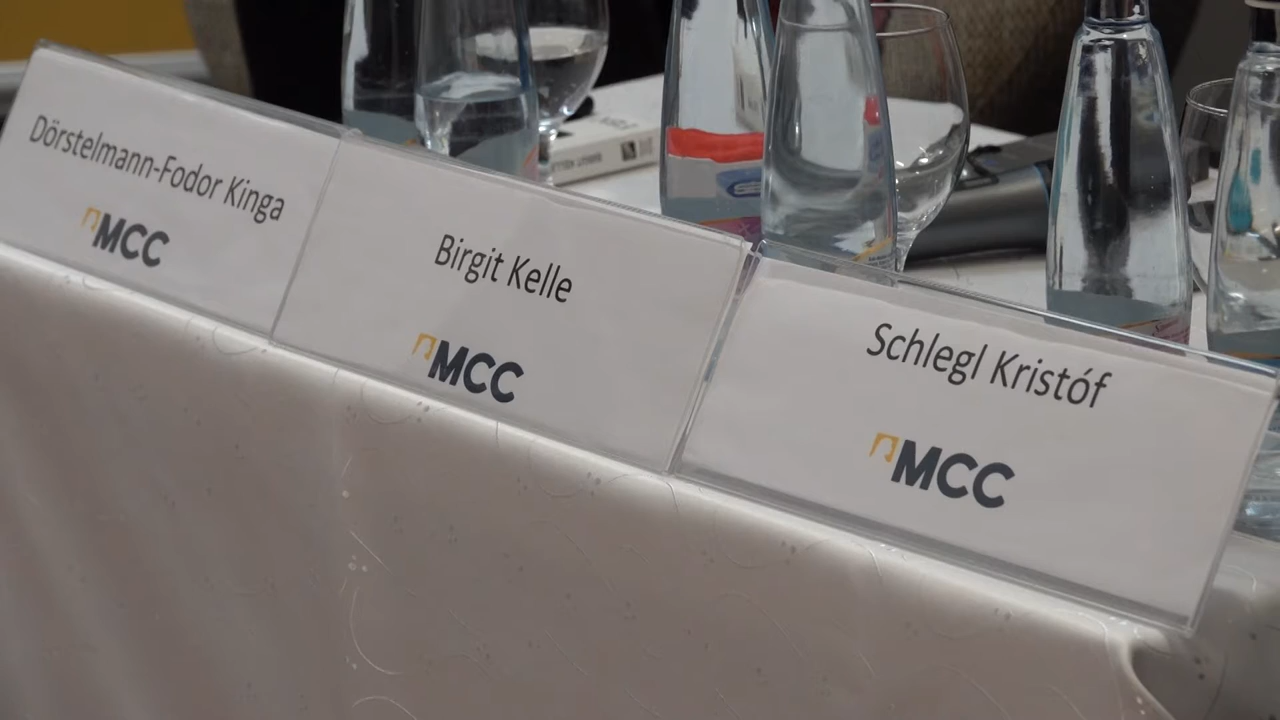 Dörstelmann-Fodor Kinga
MCC
Birgit Kelle
MCC
Schlegl Kristóf
MCC